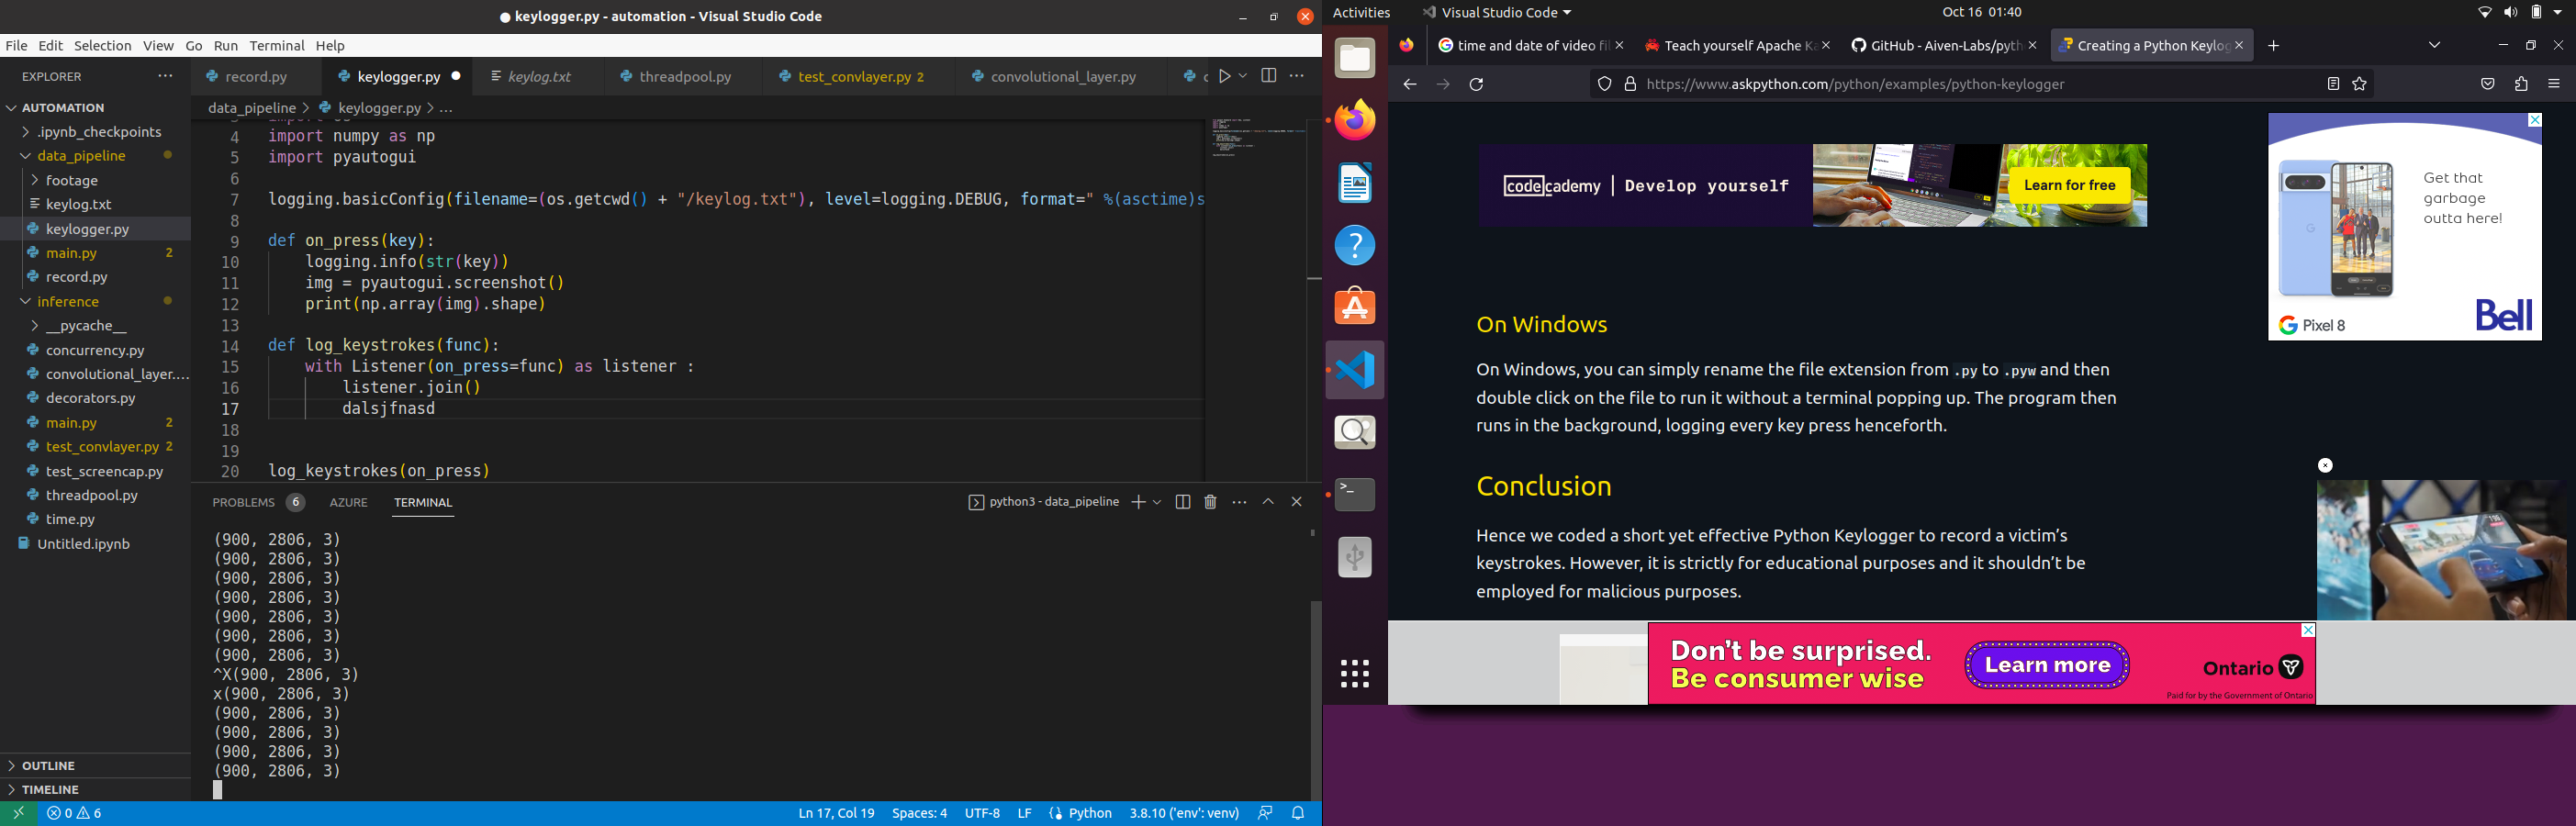 keylogger.py - automation - Visual Studio Code
File Edit Selection View Go Run Terminal Help
EXPLORER
AUTOMATION
.ipynb_checkpoints
data_pipeline
footage
keylog.txt
keylogger.py
main.py 2
record.py
inference
__pycache__
concurrency.py
convolutional_layer....
decorators.py
main.py 2
test_convlayer.py 2
test_screencap.py
threadpool.py
time.py
Untitled.ipynb
OUTLINE
TIMELINE
record.py keylogger.py keylog.txt threadpool.py test_convlayer.py 2 convolutional_layer.py
data_pipeline > keylogger.py > ...
4 import numpy as np
5 import pyautogui
6
7 logging.basicConfig(filename=(os.getcwd() + "/keylog.txt"), level=logging.DEBUG, format=" %(asctime)s
8
9 def on_press(key):
10 logging.info(str(key))
11 img = pyautogui.screenshot()
12 print(np.array(img).shape)
13
14 def log_keystrokes(func):
15 with Listener(on_press=func) as listener :
16 listener.join()
17 dalsjfnasd
18
19
20 log_keystrokes(on_press)
PROBLEMS 6 AZURE TERMINAL python3 - data_pipeline
(900, 2806, 3)
(900, 2806, 3)
(900, 2806, 3)
(900, 2806, 3)
(900, 2806, 3)
(900, 2806, 3)
(900, 2806, 3)
^X(900, 2806, 3)
x(900, 2806, 3)
(900, 2806, 3)
(900, 2806, 3)
(900, 2806, 3)
(900, 2806, 3)
0 6 Ln 17, Col 19 Spaces: 4 UTF-8 LF Python 3.8.10 ('env': venv)
Activities Visual Studio Code Oct 16 01:40
time and date of video fil Teach yourself Apache Ka GitHub - Aiven-Labs/pyth Creating a Python Keylog
https://www.askpython.com/python/examples/python-keylogger
codecademy | Develop yourself Learn for free
Get that
garbage
outta here!
Pixel 8
Bell
On Windows
On Windows, you can simply rename the file extension from .py to .pyw and then
double click on the file to run it without a terminal popping up. The program then
runs in the background, logging every key press henceforth.
Conclusion
Hence we coded a short yet effective Python Keylogger to record a victim's
keystrokes. However, it is strictly for educational purposes and it shouldn't be
employed for malicious purposes.
Don't be surprised.
Be consumer wise
Learn more
Ontario
Paid for by the Government of Ontario